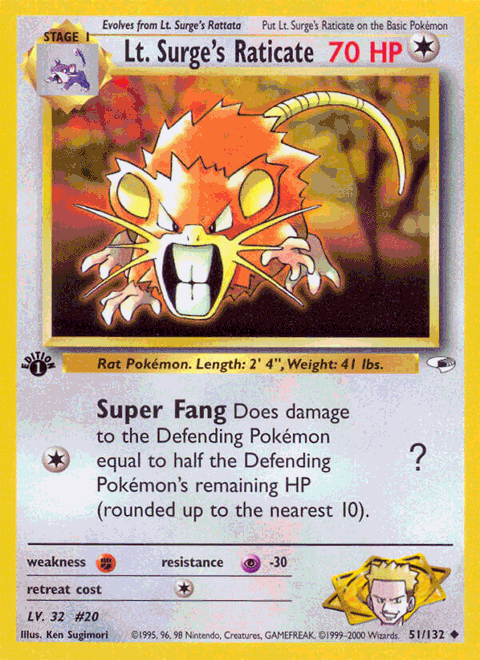 Evolves from Lt. Surge's Rattata Put Lt. Surge's Raticate on the Basic Pokémon
STAGE 1
Lt. Surge's Raticate 70 HP
EDITION
1
Rat Pokémon. Length: 2' 4", Weight: 41 lbs.
Super Fang Does damage
to the Defending Pokémon
equal to half the Defending
Pokémon's remaining HP
(rounded up to the nearest 10).
?
weakness resistance -30
retreat cost
LV. 32 #20
Illus. Ken Sugimori ©1995, 96, 98 Nintendo, Creatures, GAMEFREAK. ©1999-2000 Wizards. 51/132